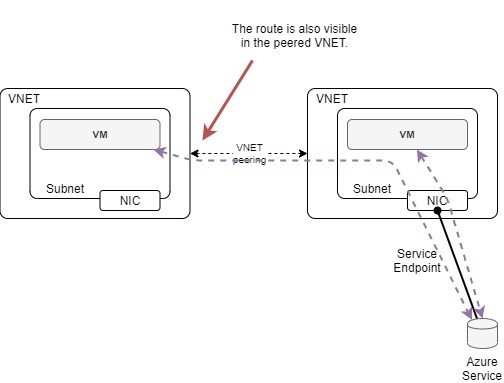 The route is also visible
in the peered VNET.
VNET
VM
Subnet
NIC
VNET
peering
VNET
VM
Subnet
NIC
Service
Endpoint
Azure
Service